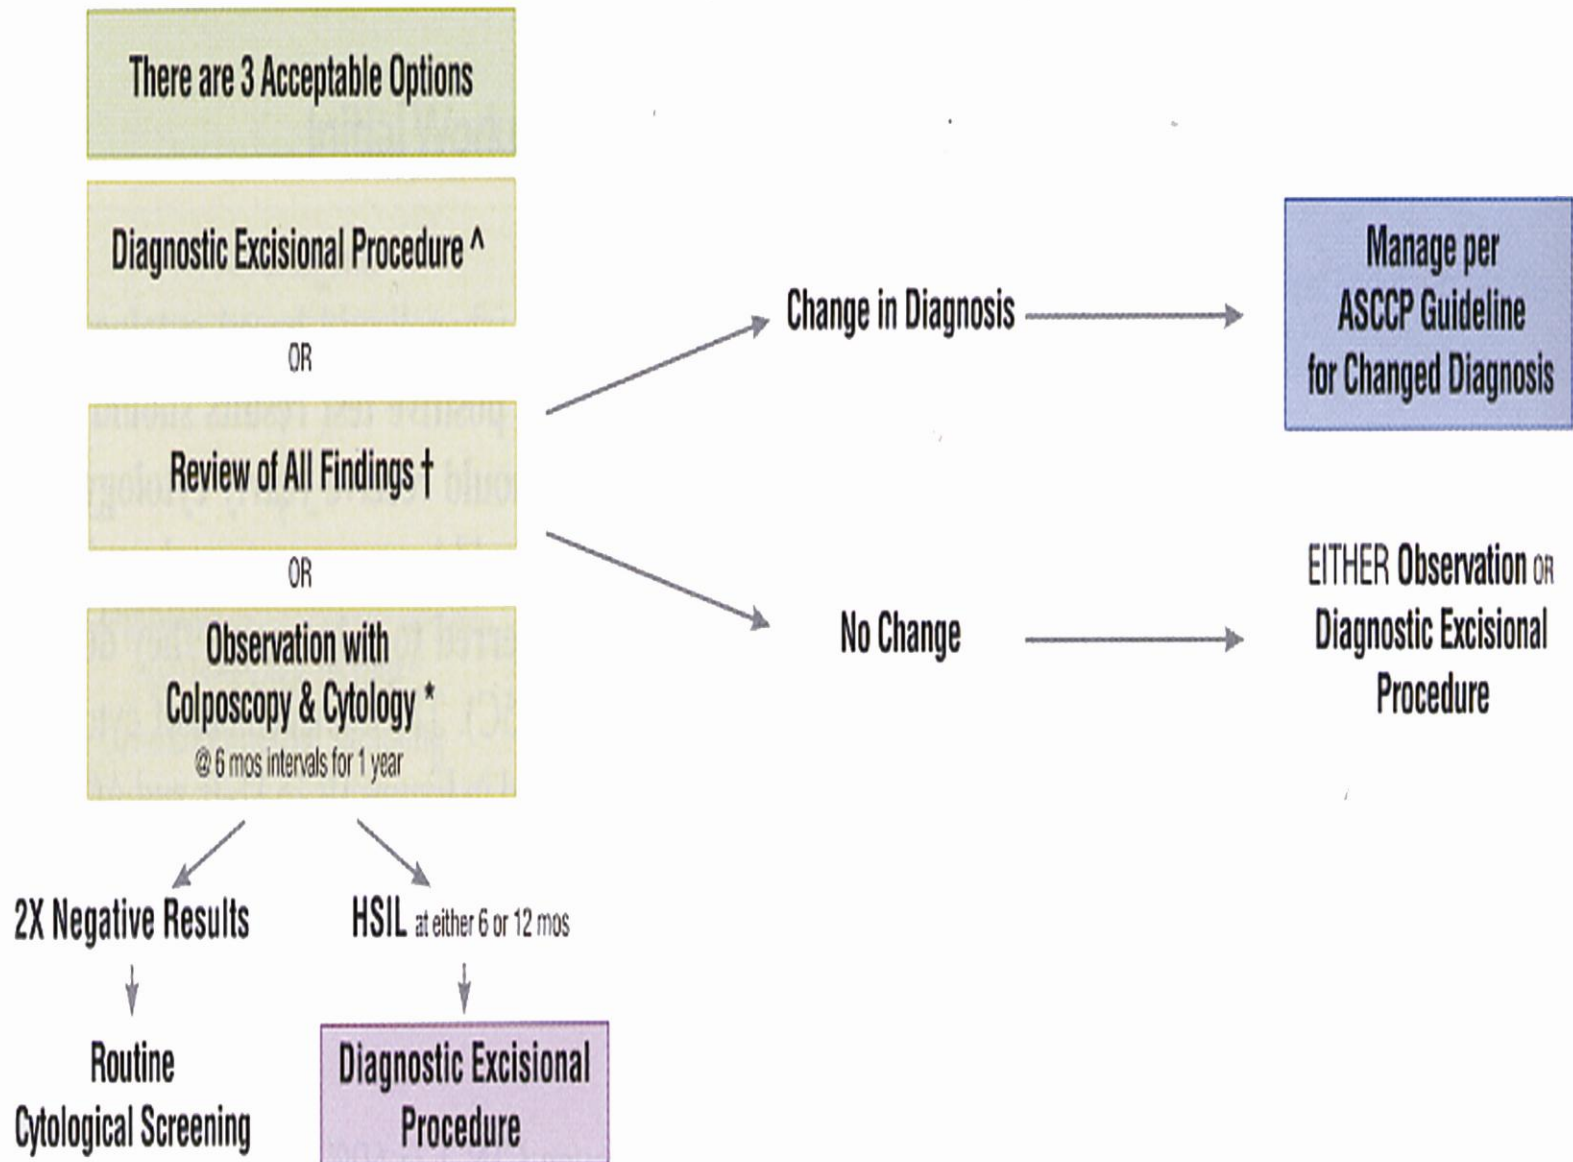 There are 3 Acceptable Options
Diagnostic Excisional Procedure ^
OR
Review of All Findings †
OR
Observation with
Colposcopy & Cytology *
@ 6 mos intervals for 1 year
2X Negative Results
Routine
Cytological Screening
HSIL at either 6 or 12 mos
Diagnostic Excisional
Procedure
Change in Diagnosis
Manage per
ASCCP Guideline
for Changed Diagnosis
No Change
EITHER Observation OR
Diagnostic Excisional
Procedure